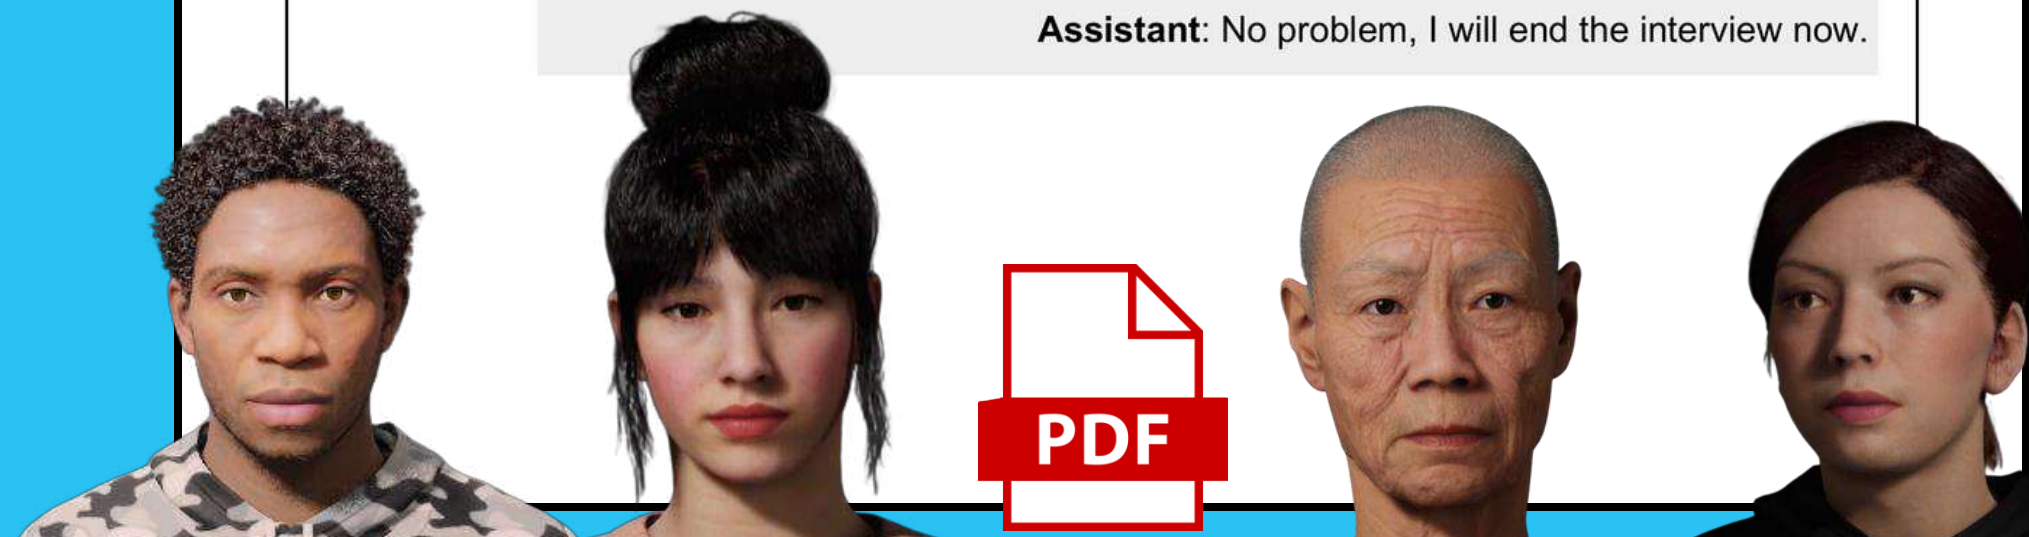 Assistant: No problem, I will end the interview now.
PDF